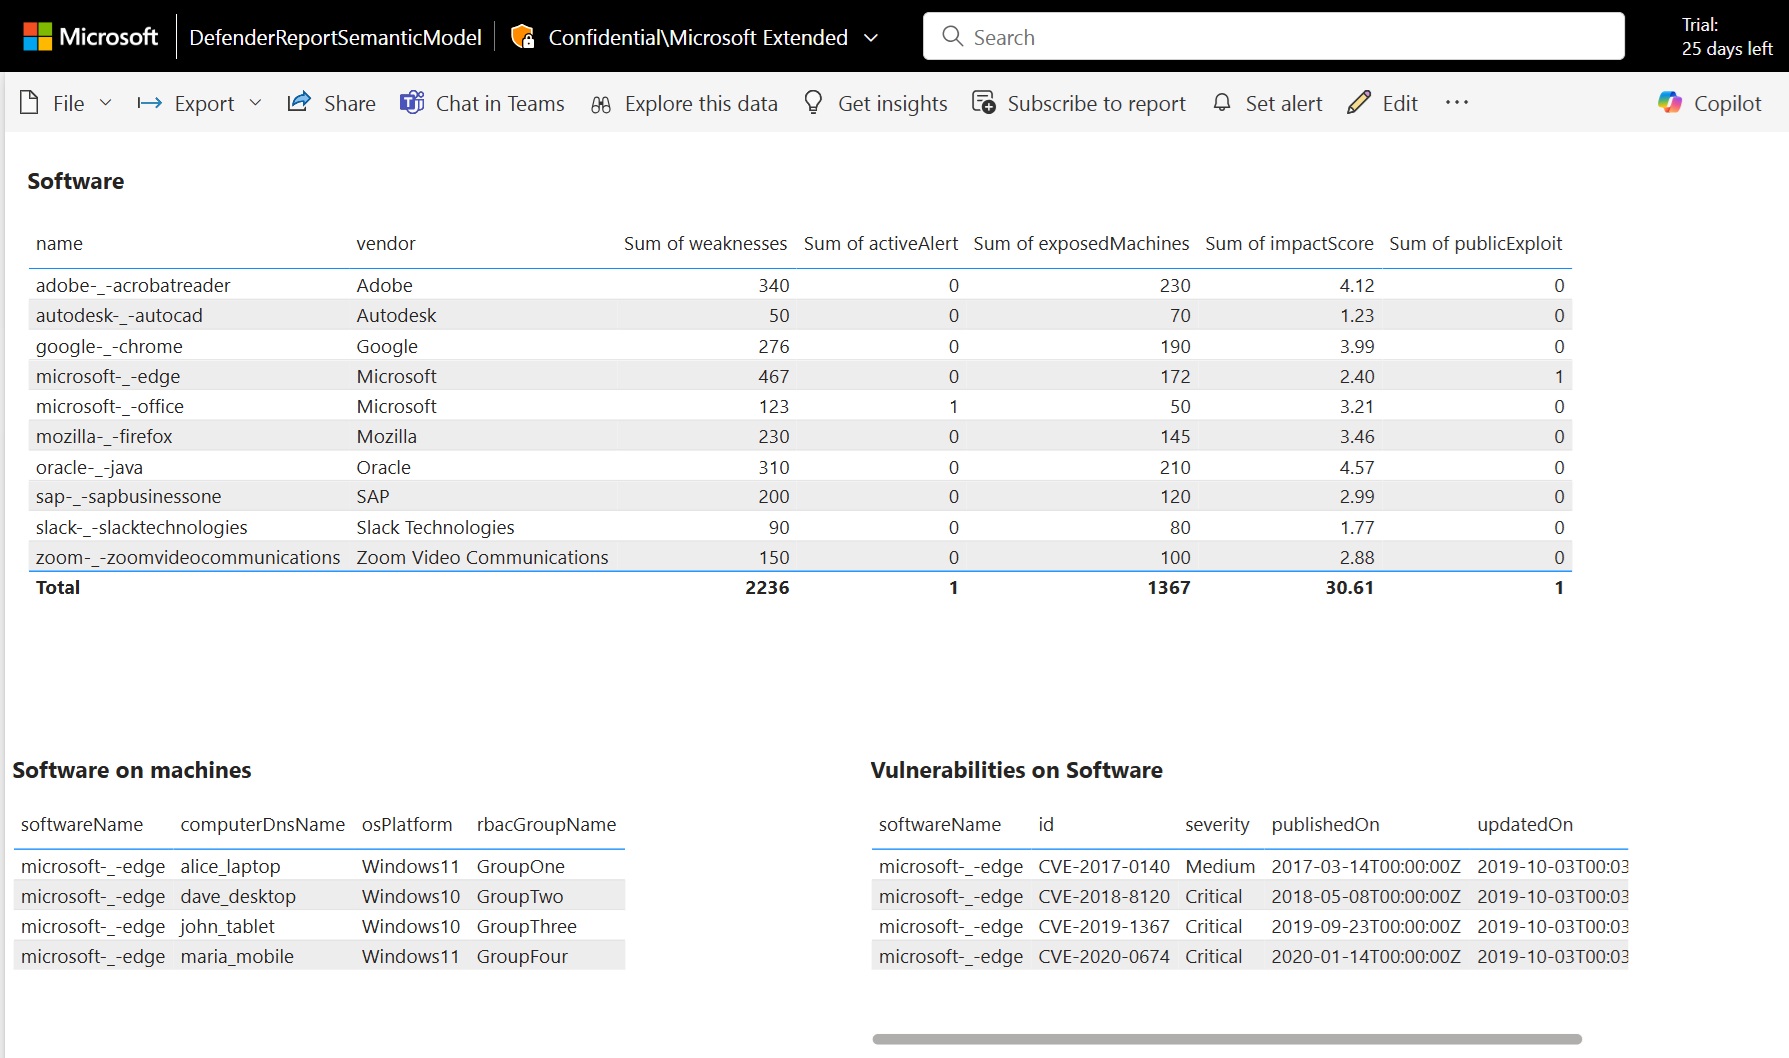 Microsoft DefenderReportSemanticModel Confidential\Microsoft Extended Search Trial: 25 days left
File Export Share Chat in Teams Explore this data Get insights Subscribe to report Set alert Edit ... Copilot
Software
name vendor Sum of weaknesses Sum of activeAlert Sum of exposedMachines Sum of impactScore Sum of publicExploit
adobe-_-acrobatreader Adobe 340 0 230 4.12 0
autodesk-_-autocad Autodesk 50 0 70 1.23 0
google-_-chrome Google 276 0 190 3.99 0
microsoft-_-edge Microsoft 467 0 172 2.40 1
microsoft-_-office Microsoft 123 1 50 3.21 0
mozilla-_-firefox Mozilla 230 0 145 3.46 0
oracle-_-java Oracle 310 0 210 4.57 0
sap-_-sapbusinessone SAP 200 0 120 2.99 0
slack-_-slacktechnologies Slack Technologies 90 0 80 1.77 0
zoom-_-zoomvideocommunications Zoom Video Communications 150 0 100 2.88 0
Total 2236 1 1367 30.61 1
Software on machines
softwareName computerDnsName osPlatform rbacGroupName
microsoft-_-edge alice_laptop Windows11 GroupOne
microsoft-_-edge dave_desktop Windows10 GroupTwo
microsoft-_-edge john_tablet Windows10 GroupThree
microsoft-_-edge maria_mobile Windows11 GroupFour
Vulnerabilities on Software
softwareName id severity publishedOn updatedOn
microsoft-_-edge CVE-2017-0140 Medium 2017-03-14T00:00:00Z 2019-10-03T00:03
microsoft-_-edge CVE-2018-8120 Critical 2018-05-08T00:00:00Z 2019-10-03T00:03
microsoft-_-edge CVE-2019-1367 Critical 2019-09-23T00:00:00Z 2019-10-03T00:03
microsoft-_-edge CVE-2020-0674 Critical 2020-01-14T00:00:00Z 2019-10-03T00:03